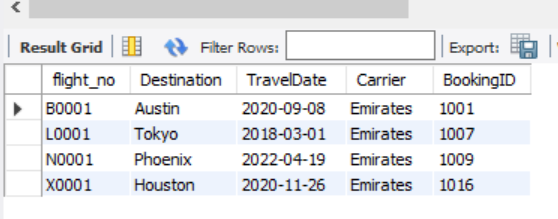 Result Grid Filter Rows: Export:
flight_no Destination TravelDate Carrier BookingID
B0001 Austin 2020-09-08 Emirates 1001
L0001 Tokyo 2018-03-01 Emirates 1007
N0001 Phoenix 2022-04-19 Emirates 1009
X0001 Houston 2020-11-26 Emirates 1016